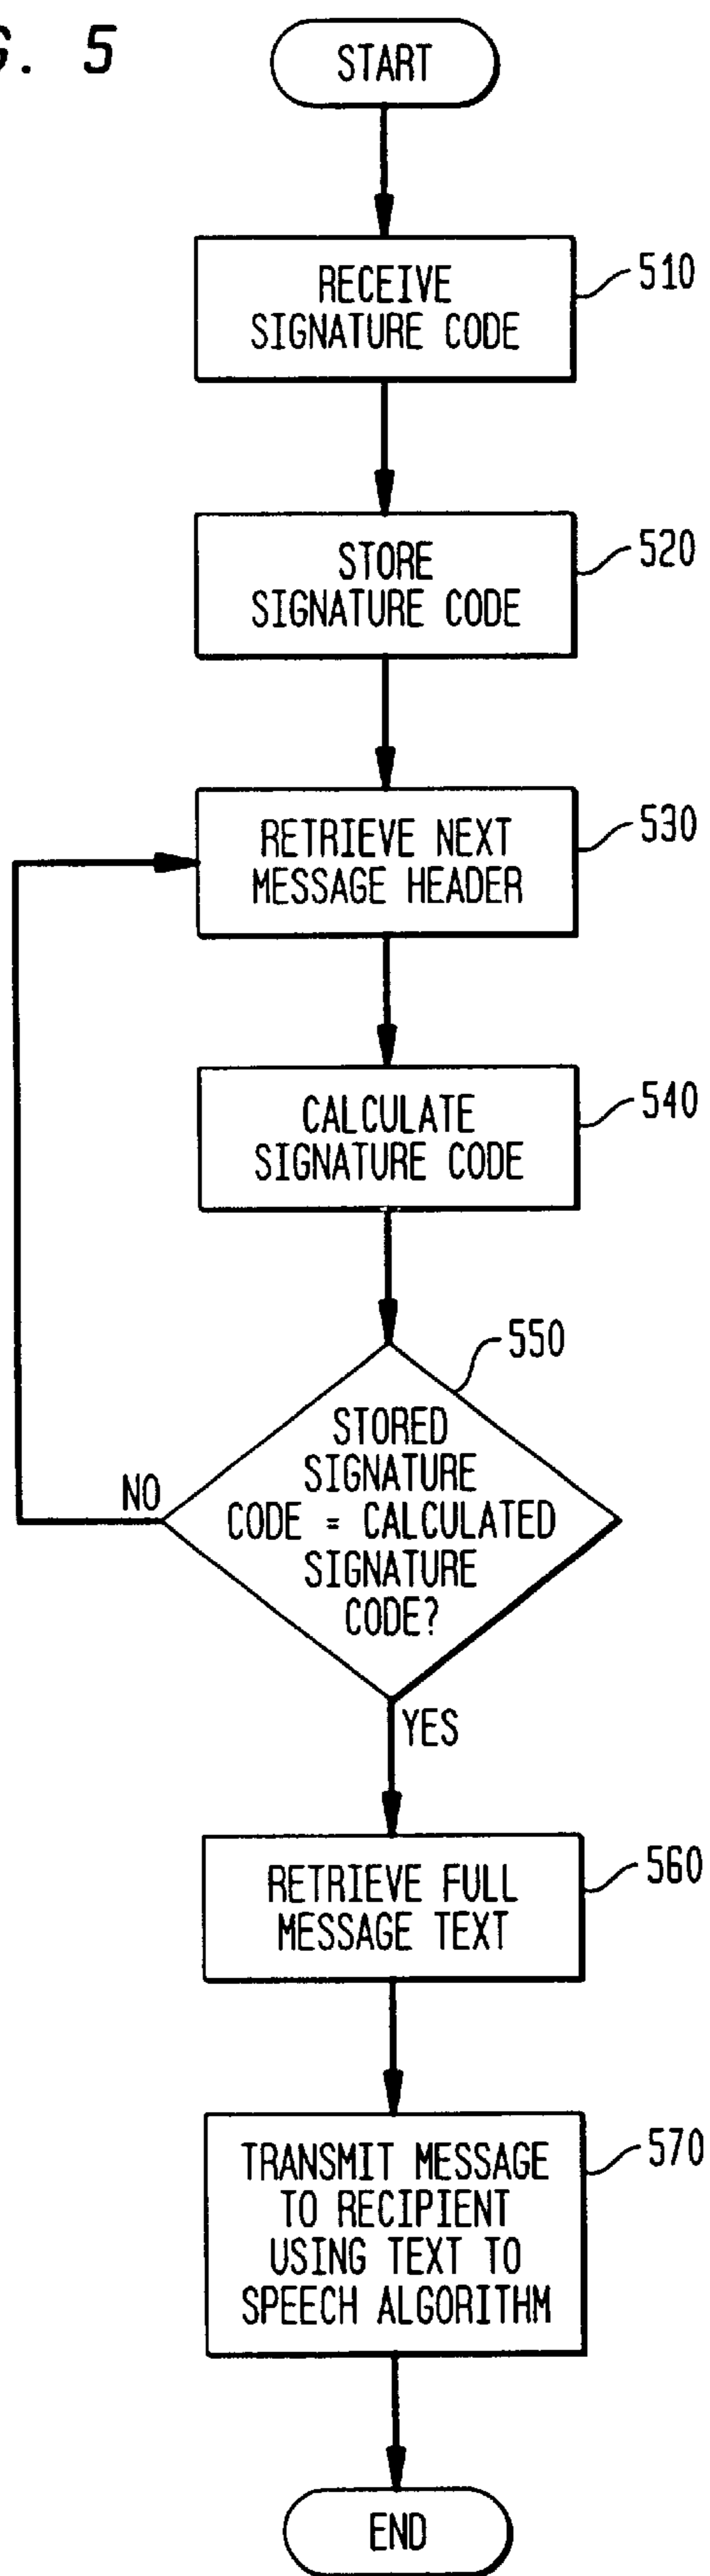 G. 5
START
RECEIVE
SIGNATURE CODE
510
STORE
SIGNATURE CODE
520
RETRIEVE NEXT
MESSAGE HEADER
530
CALCULATE
SIGNATURE CODE
540
550
STORED
SIGNATURE
CODE = CALCULATED
SIGNATURE
CODE?
NO
YES
RETRIEVE FULL
MESSAGE TEXT
560
TRANSMIT MESSAGE
TO RECIPIENT
USING TEXT TO
SPEECH ALGORITHM
570
END